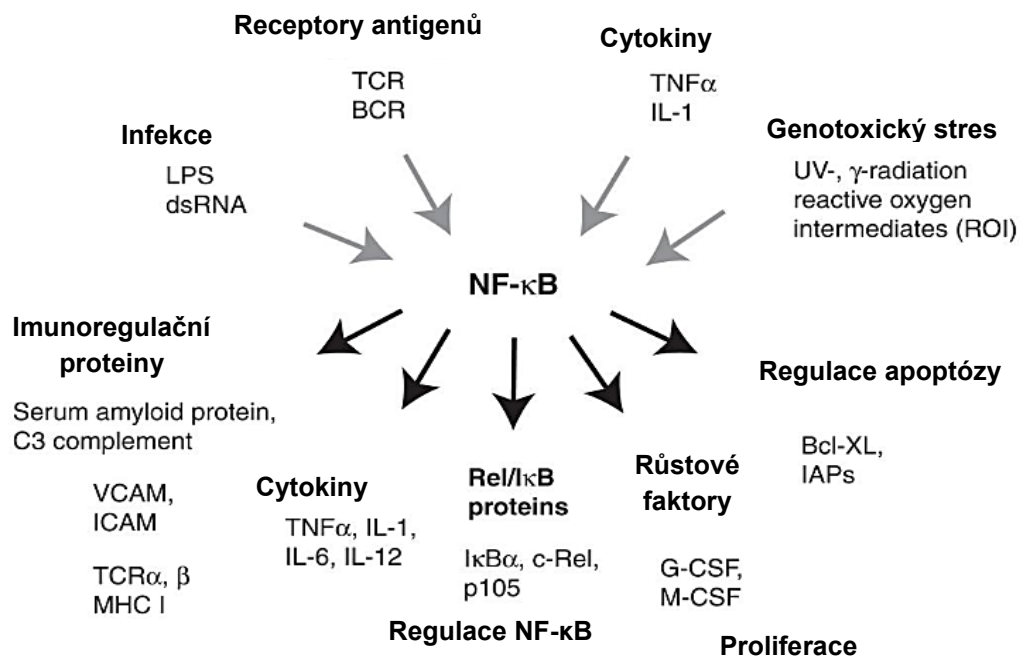 Receptory antigenů
TCR
BCR
Cytokiny
TNFα
IL-1
Infekce
LPS
dsRNA
Genotoxický stres
UV-, γ-radiation
reactive oxygen
intermediates (ROI)
NF-κB
Imunoregulační
proteiny
Serum amyloid protein,
C3 complement
VCAM,
ICAM
TCRα, β
MHC I
Cytokiny
TNFα, IL-1,
IL-6, IL-12
Rel/IκB
proteins
IκBα, c-Rel,
p105
Regulace NF-κB
Růstové
faktory
G-CSF,
M-CSF
Proliferace
Regulace apoptózy
Bcl-XL,
IAPs